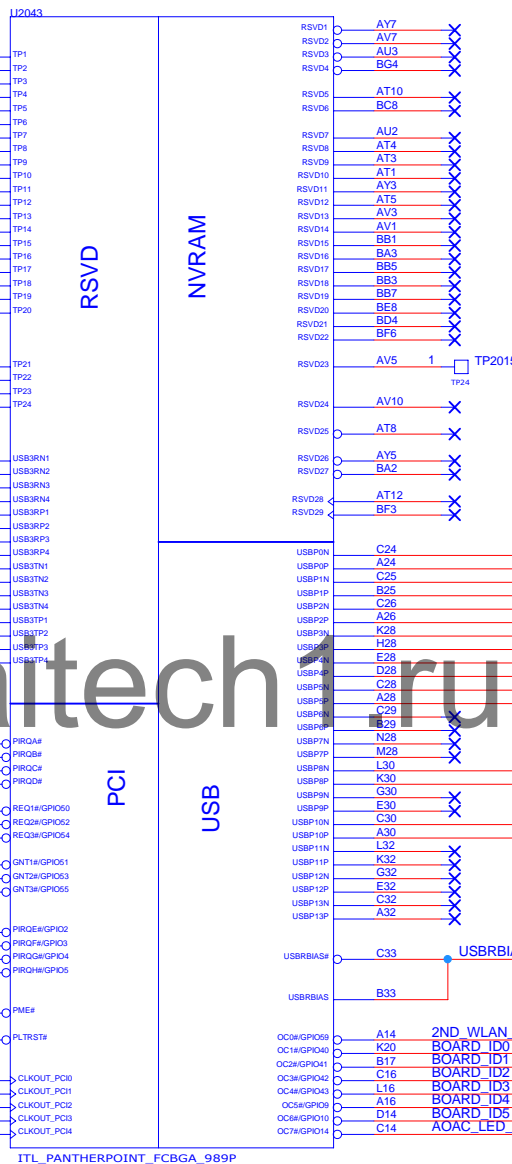 U2043
TP1
TP2
TP3
TP4
TP5
TP6
TP7
TP8
TP9
TP10
TP11
TP12
TP13
TP14
TP15
TP16
TP17
TP18
TP19
TP20
TP21
TP22
TP23
TP24
USB3RN1
USB3RN2
USB3RN3
USB3RN4
USB3RP1
USB3RP2
USB3RP3
USB3RP4
USB3TN1
USB3TN2
USB3TN3
USB3TN4
USB3TP1
USB3TP2
USB3TP3
USB3TP4
RSVD
PIRQA#
PIRQB#
PIRQC#
PIRQD#
REQ1#/GPIO50
REQ2#/GPIO52
REQ3#/GPIO54
GNT1#/GPIO51
GNT2#/GPIO53
GNT3#/GPIO55
PIRQE#/GPIO2
PIRQF#/GPIO3
PIRQG#/GPIO4
PIRQH#/GPIO5
PME#
PLTRST#
CLKOUT_PCI0
CLKOUT_PCI1
CLKOUT_PCI2
CLKOUT_PCI3
CLKOUT_PCI4
PCI
NVRAM
RSVD1 AY7
RSVD2 AV7
RSVD3 AU3
RSVD4 BG4
RSVD5 AT10
RSVD6 BC8
RSVD7 AU2
RSVD8 AT4
RSVD9 AT3
RSVD10 AT1
RSVD11 AY3
RSVD12 AT5
RSVD13 AV3
RSVD14 AV1
RSVD15 BB1
RSVD16 BA3
RSVD17 BB5
RSVD18 BB3
RSVD19 BB7
RSVD20 BE8
RSVD21 BD4
RSVD22 BF6
RSVD23 AV5 1 TP2015
TP24
RSVD24 AV10
RSVD25 AT8
RSVD26 AY5
RSVD27 BA2
RSVD28 AT12
RSVD29 BF3
USB
USBP0N C24
USBP0P A24
USBP1N C25
USBP1P B25
USBP2N C26
USBP2P A26
USBP3N K28
USBP3P H28
USBP4N E28
USBP4P D28
USBP5N C28
USBP5P A28
USBP6N C29
USBP6P B29
USBP7N N28
USBP7P M28
USBP8N L30
USBP8P K30
USBP9N G30
USBP9P E30
USBP10N C30
USBP10P A30
USBP11N L32
USBP11P K32
USBP12N G32
USBP12P E32
USBP13N C32
USBP13P A32
USBRBIAS# C33 USBRBIA
USBRBIAS B33
OC0#/GPIO59 A14 2ND_WLAN_
OC1#/GPIO40 K20 BOARD_ID0
OC2#/GPIO41 B17 BOARD_ID1
OC3#/GPIO42 C16 BOARD_ID2
OC4#/GPIO43 L16 BOARD_ID3
OC5#/GPIO9 A16 BOARD_ID4
OC6#/GPIO10 D14 BOARD_ID5
OC7#/GPIO14 C14 AOAC_LED_
ITL_PANTHERPOINT_FCBGA_989P
aitech1.ru